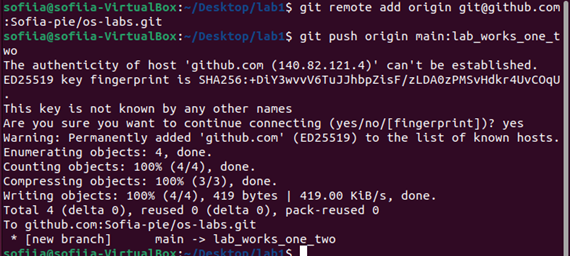 sofiia@sofiia-VirtualBox:~/Desktop/lab1$ git remote add origin git@github.com
:Sofia-pie/os-labs.git
sofiia@sofiia-VirtualBox:~/Desktop/lab1$ git push origin main:lab_works_one_t
wo
The authenticity of host 'github.com (140.82.121.4)' can't be established.
ED25519 key fingerprint is SHA256:+DiY3wvvV6TuJJhbpZisF/zLDA0zPMSvHdkr4UvCOqU
.
This key is not known by any other names
Are you sure you want to continue connecting (yes/no/[fingerprint])? yes
Warning: Permanently added 'github.com' (ED25519) to the list of known hosts.
Enumerating objects: 4, done.
Counting objects: 100% (4/4), done.
Compressing objects: 100% (3/3), done.
Writing objects: 100% (4/4), 419 bytes | 419.00 KiB/s, done.
Total 4 (delta 0), reused 0 (delta 0), pack-reused 0
To github.com:Sofia-pie/os-labs.git
 * [new branch]      main -> lab_works_one_two
sofiia@sofiia-VirtualBox:~/Desktop/lab1$